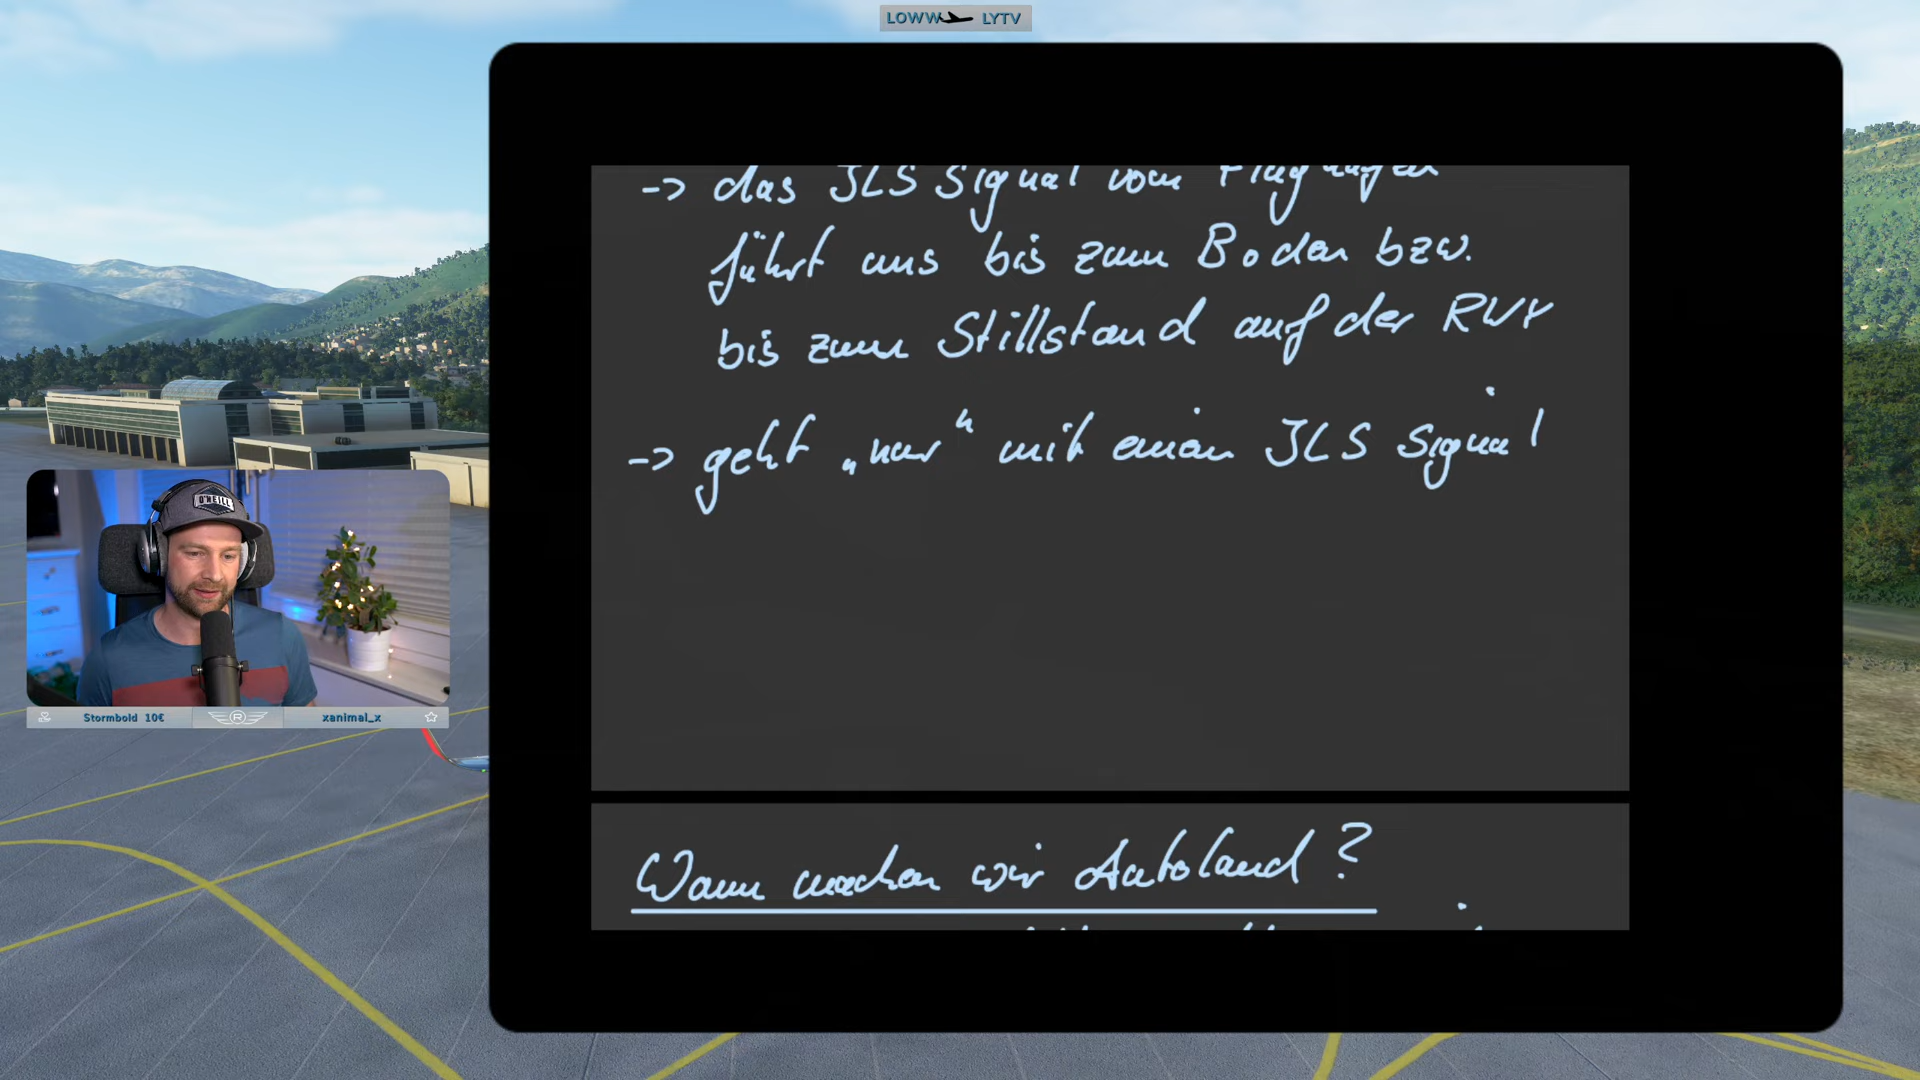 LOWW LYTV
-> das ILS Signal vom Flughafen
führt uns bis zum Boden bzw.
bis zum Stillstand auf der RWY
-> geht „nur“ mit einem ILS Signal
O'NEILL
Stormbold 10€ R xanimal_x
Wann machen wir Autoland?